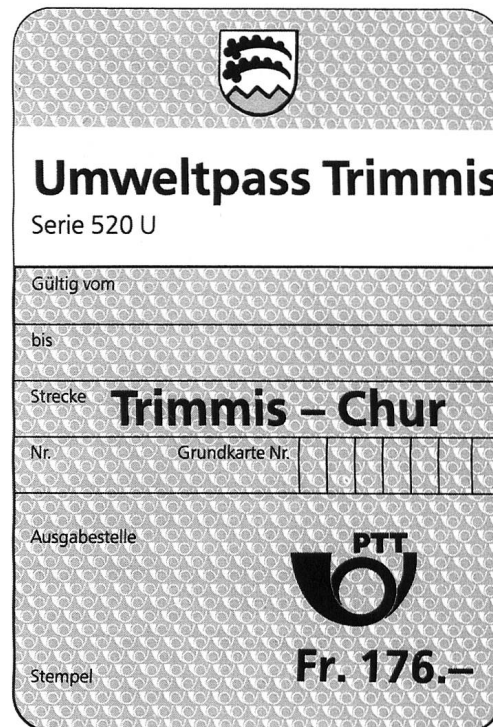 Umweltpass Trimmis
Serie 520 U
Gültig vom
bis
Strecke Trimmis – Chur
Nr. Grundkarte Nr.
Ausgabestelle
PTT
Stempel Fr. 176.–